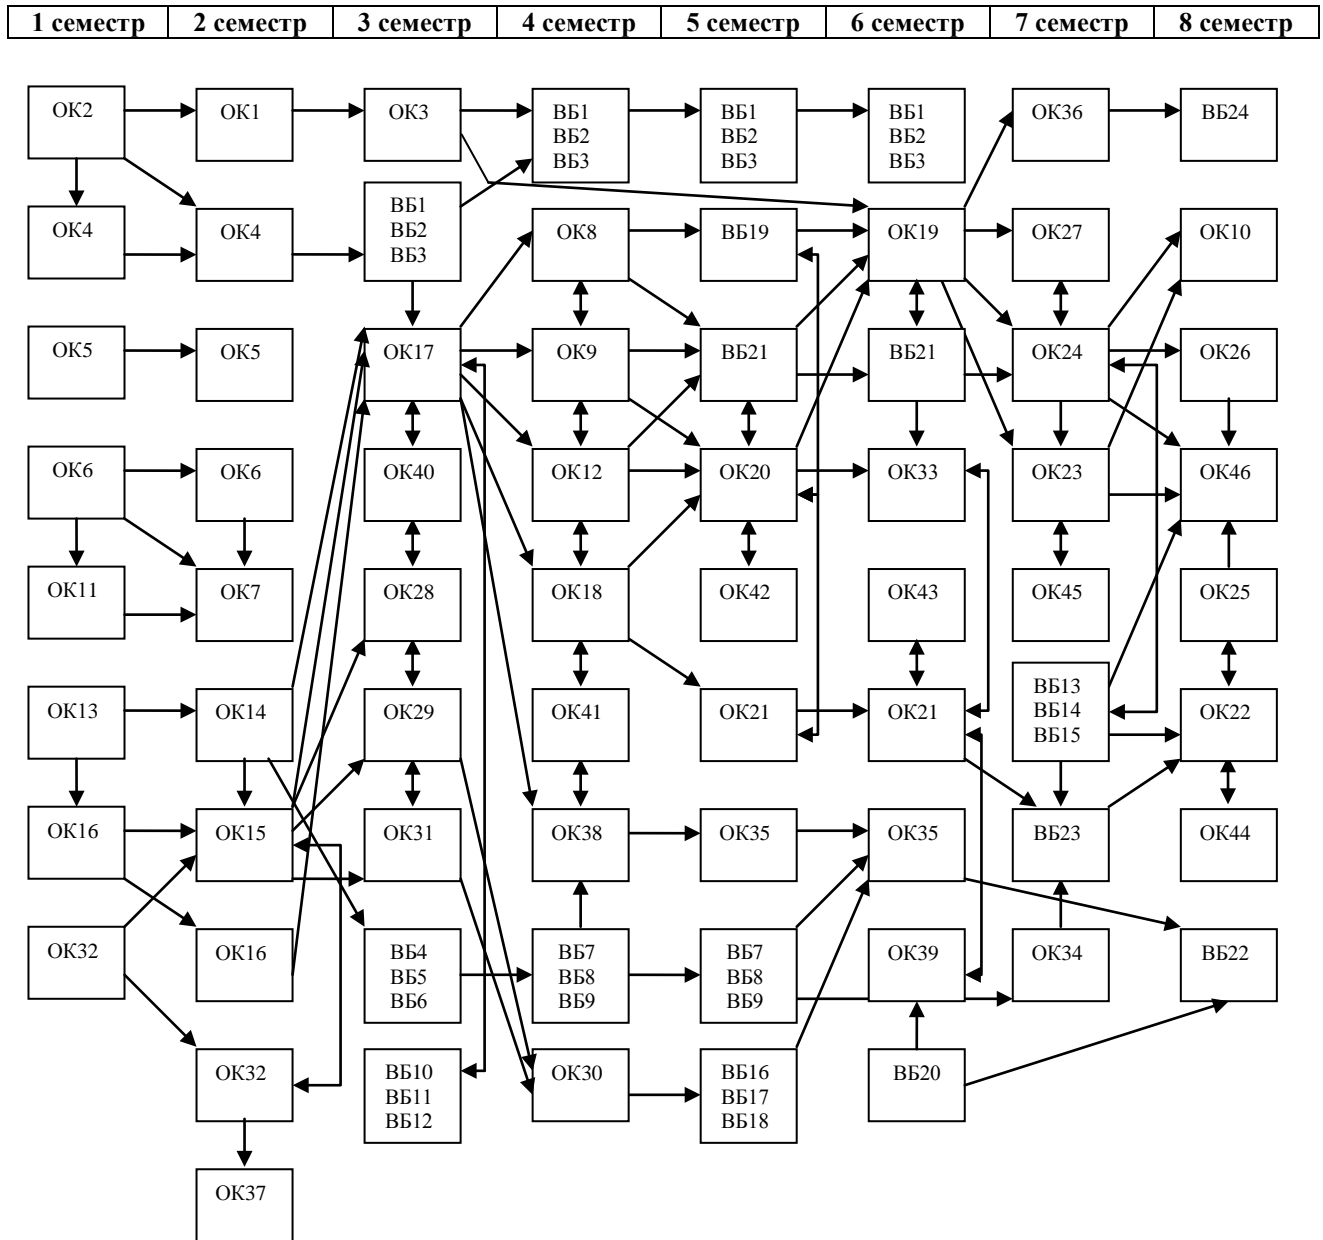 1 семестр 2 семестр 3 семестр 4 семестр 5 семестр 6 семестр 7 семестр 8 семестр
ОК2 ОК1 ОК3 ВБ1 ВБ1 ВБ1 ОК36 ВБ24
ВБ2 ВБ2 ВБ2
ВБ3 ВБ3 ВБ3
ВБ1
ОК4 ОК4 ВБ2 ОК8 ВБ19 ОК19 ОК27 ОК10
ВБ3
ОК5 ОК5 ОК17 ОК9 ВБ21 ВБ21 ОК24 ОК26
ОК6 ОК6 ОК40 ОК12 ОК20 ОК33 ОК23 ОК46
ОК11 ОК7 ОК28 ОК18 ОК42 ОК43 ОК45 ОК25
ВБ13
ОК13 ОК14 ОК29 ОК41 ОК21 ОК21 ВБ14 ОК22
ВБ15
ОК16 ОК15 ОК31 ОК38 ОК35 ОК35 ВБ23 ОК44
ОК32 ОК16 ВБ4 ВБ7 ВБ7 ОК39 ОК34 ВБ22
ВБ5 ВБ8 ВБ8
ВБ6 ВБ9 ВБ9
ОК32 ВБ10 ОК30 ВБ16 ВБ20
ВБ11 ВБ17
ВБ12 ВБ18
ОК37